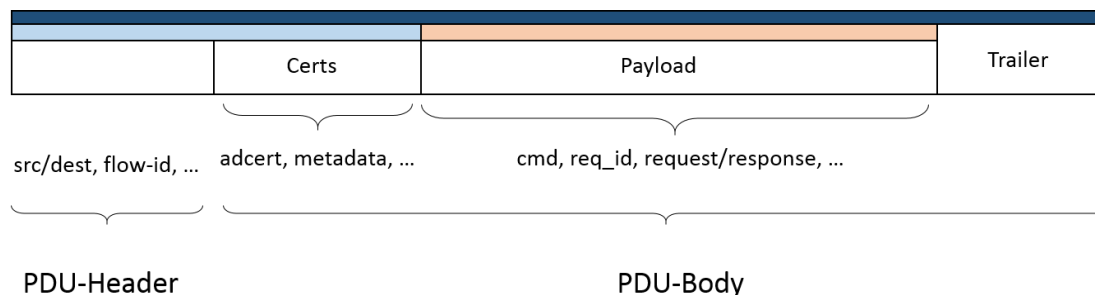 Certs
Payload
Trailer
src/dest, flow-id, ...
adcert, metadata, ...
cmd, req_id, request/response, ...
PDU-Header
PDU-Body